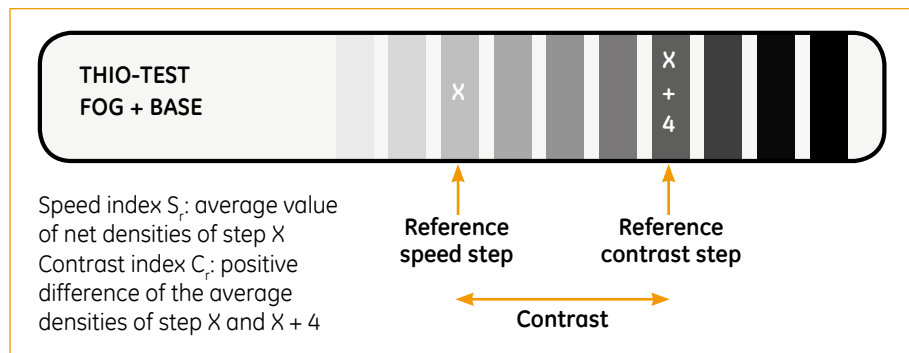 THIO-TEST
FOG + BASE
X
X
+
4
Speed index Sᵣ: average value
of net densities of step X
Contrast index Cᵣ: positive
difference of the average
densities of step X and X + 4
Reference
speed step
Reference
contrast step
Contrast